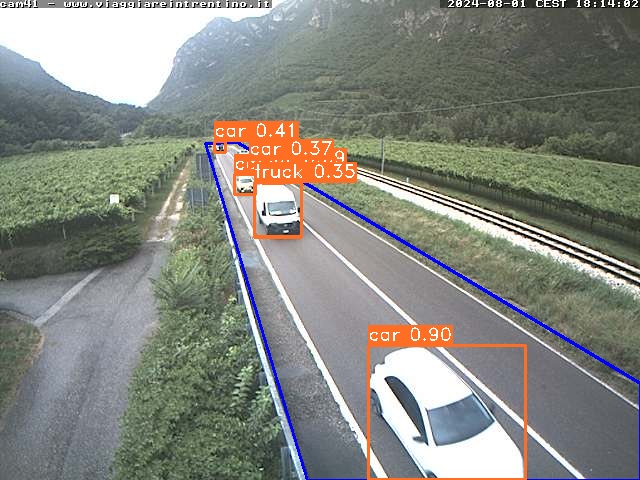 cam41 - www.viaggiareintrentino.it
2024-08-01 CEST 18:14:02
car 0.41
car 0.37
truck 0.35
car 0.90